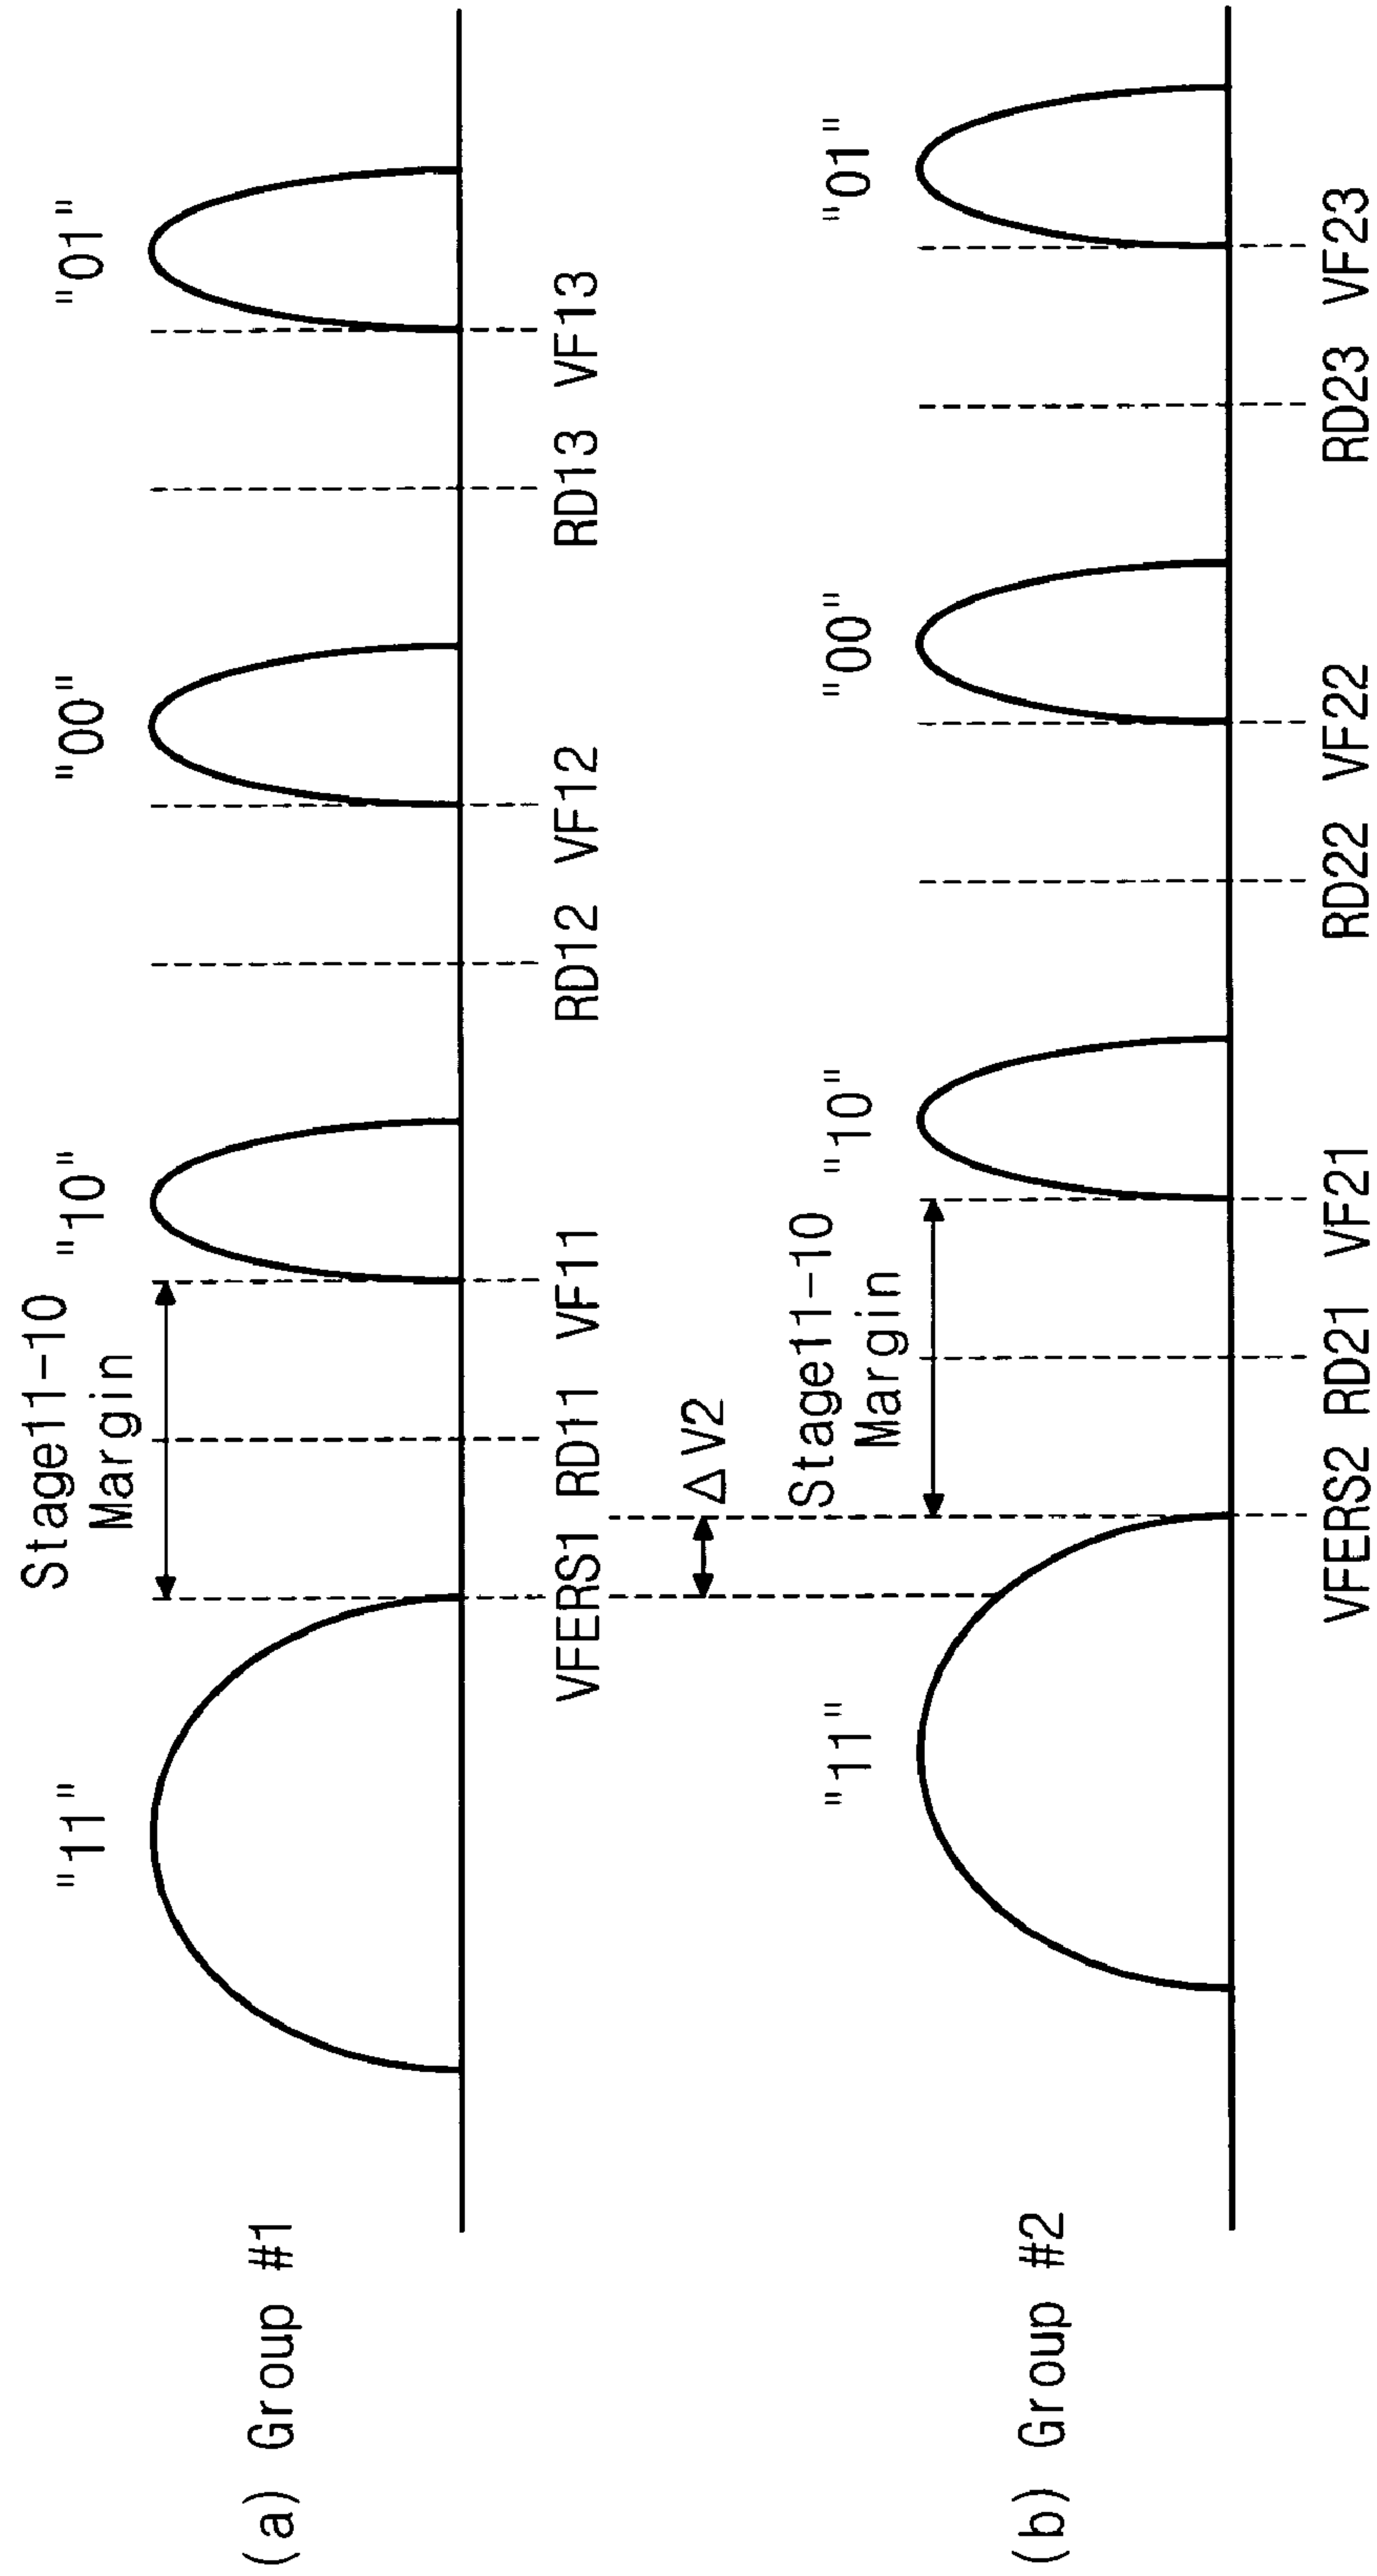 (a) Group #1
"11"
Stage11-10
Margin
"10"
"00"
"01"
VFERS1 RD11 VF11
RD12 VF12
RD13 VF13
ΔV2
(b) Group #2
"11"
Stage11-10
Margin
"10"
"00"
"01"
VFERS2 RD21 VF21
RD22 VF22
RD23 VF23